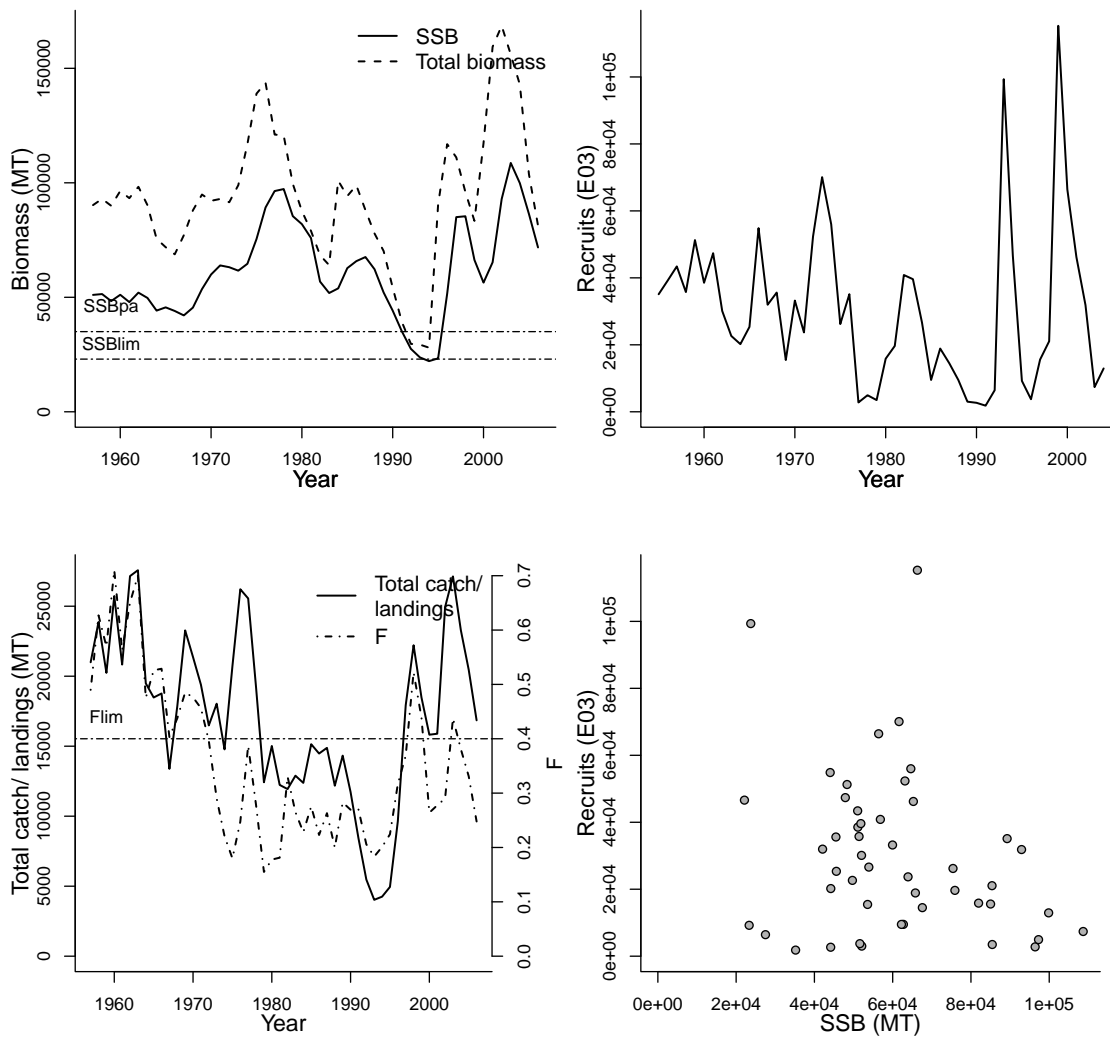 SSB
Total biomass
150000
100000
50000
0
Biomass (MT)
SSBpa
SSBlim
1960 1970 1980 1990 2000
Year
1e+05
8e+04
6e+04
4e+04
2e+04
0e+00
Recruits (E03)
1960 1970 1980 1990 2000
Year
Total catch/
landings
F
25000
20000
15000
10000
5000
0
Total catch/ landings (MT)
Flim
0.7
0.6
0.5
0.4
0.3
0.2
0.1
0.0
F
1960 1970 1980 1990 2000
Year
1e+05
8e+04
6e+04
4e+04
2e+04
0e+00
Recruits (E03)
0e+00 2e+04 4e+04 6e+04 8e+04 1e+05
SSB (MT)